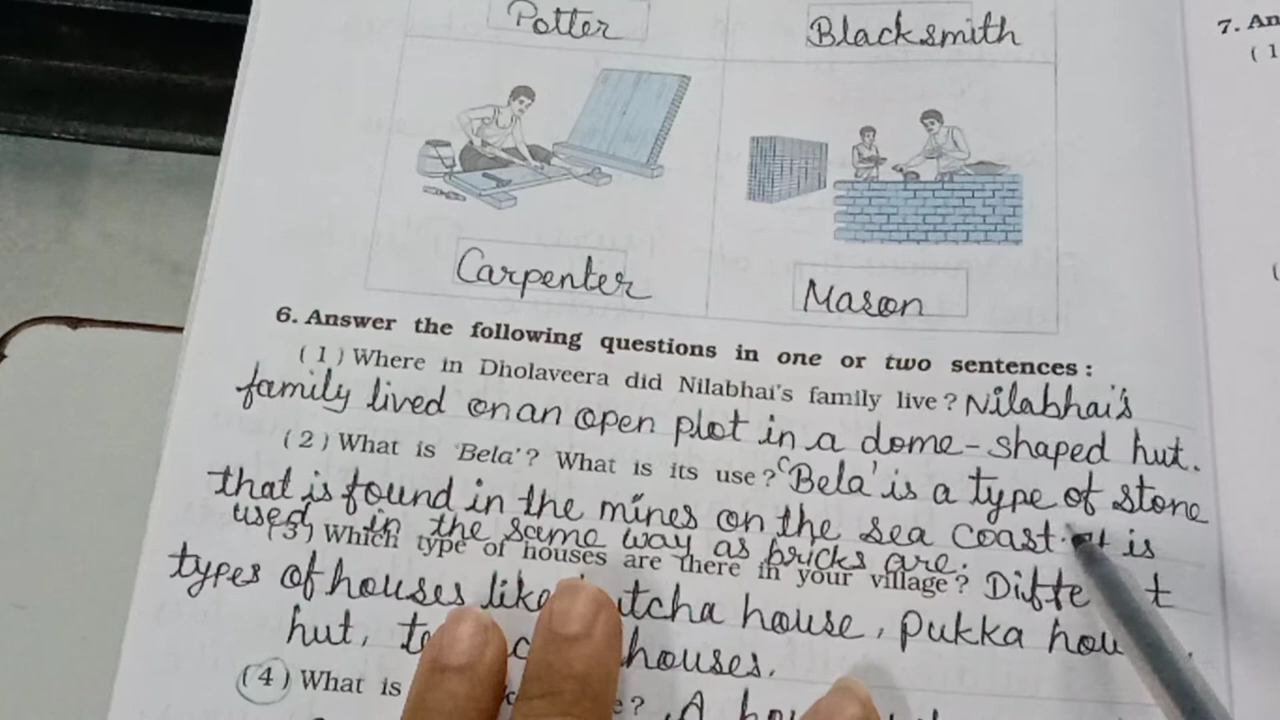 Potter
Blacksmith
7. An
(1
Carpenter
Mason
6. Answer the following questions in one or two sentences :
(1) Where in Dholaveera did Nilabhai's family live? Nilabhai's
family lived on an open plot in a dome-shaped hut.
(2) What is 'Bela'? What is its use? 'Bela' is a type of stone
that is found in the mines on the sea coast. It is
used in the same way as bricks are.
(3) Which type of houses are there in your village?
types of houses like house, pukka
hut, houses.
(4) What is
A